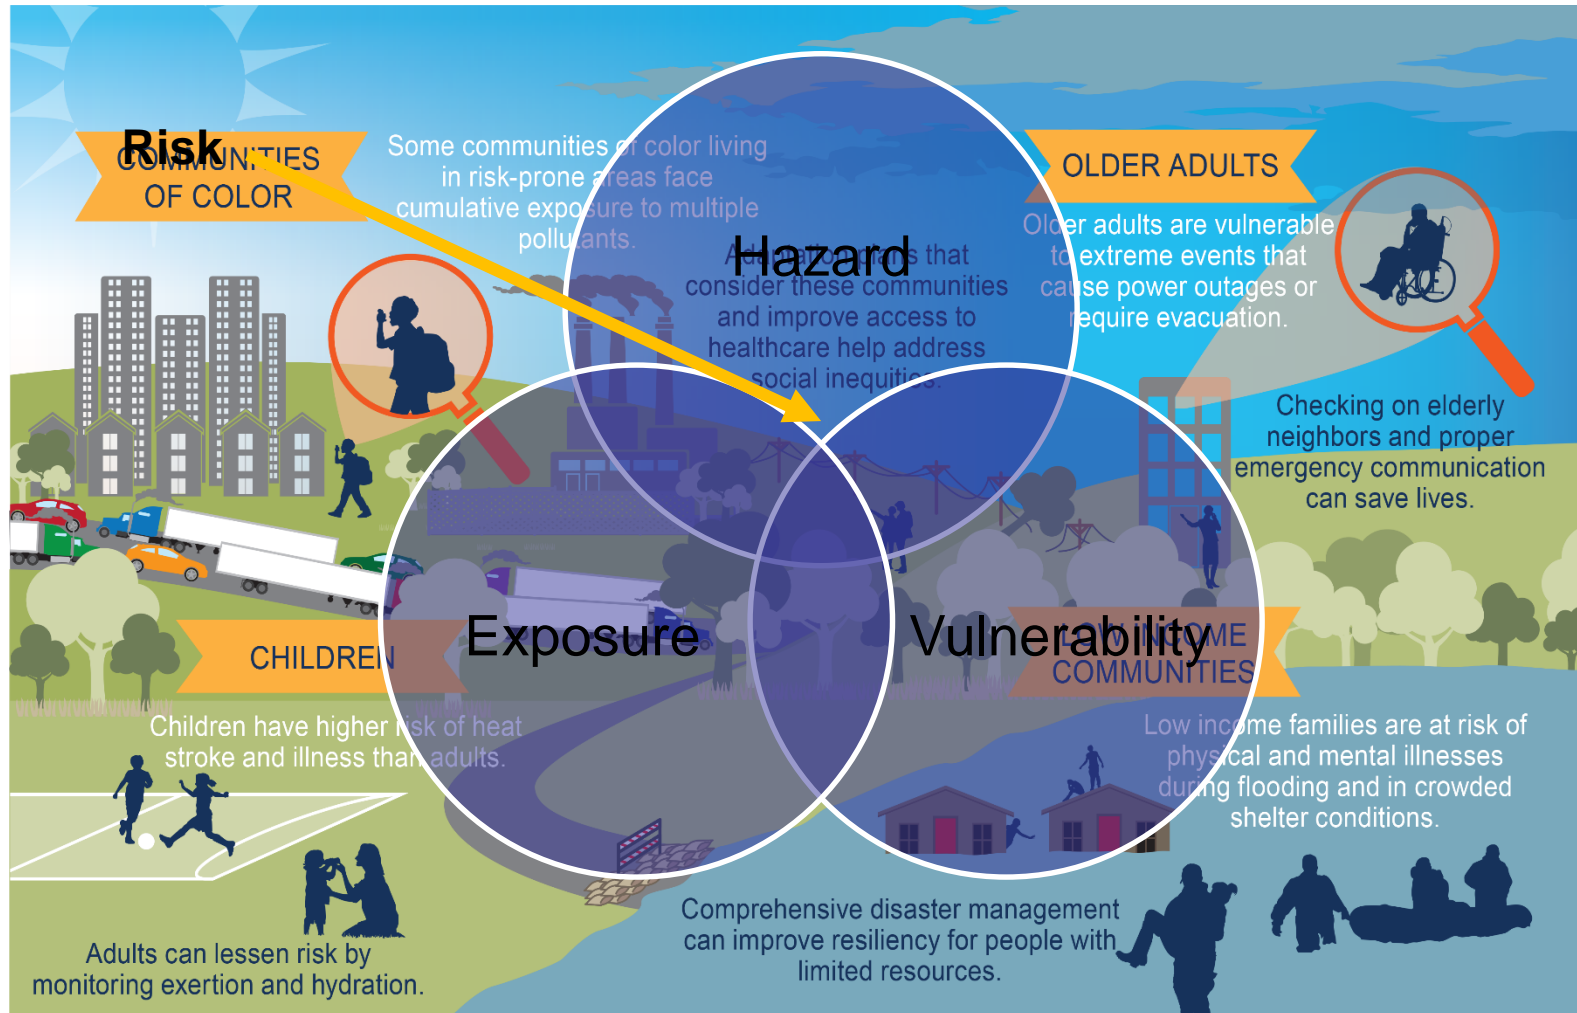 Risk
COMMUNITIES
OF COLOR
Some communities of color living
in risk-prone areas face
cumulative exposure to multiple
pollutants.
Hazard
Adaptation plans that
consider these communities
and improve access to
healthcare help address
social inequities.
OLDER ADULTS
Older adults are vulnerable
to extreme events that
cause power outages or
require evacuation.
Checking on elderly
neighbors and proper
emergency communication
can save lives.
Exposure
Vulnerability
CHILDREN
Children have higher risk of heat
stroke and illness than adults.
Adults can lessen risk by
monitoring exertion and hydration.
LOW INCOME
COMMUNITIES
Low income families are at risk of
physical and mental illnesses
during flooding and in crowded
shelter conditions.
Comprehensive disaster management
can improve resiliency for people with
limited resources.